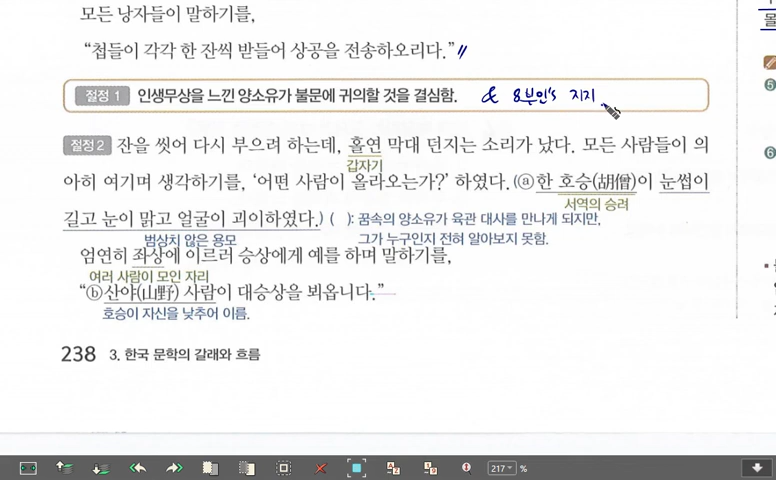 모든 낭자들이 말하기를,
“첩들이 각각 한 잔씩 받들어 상공을 전송하오리다.”
절정 1 인생무상을 느낀 양소유가 불문에 귀의할 것을 결심함. & 8부인's 지지
절정 2 잔을 씻어 다시 부으려 하는데, 홀연 막대 던지는 소리가 났다. 모든 사람들이 의
갑자기
아히 여기며 생각하기를, ‘어떤 사람이 올라오는가?’ 하였다. (ⓐ한 호승(胡僧)이 눈썹이
서역의 승려
길고 눈이 맑고 얼굴이 괴이하였다.) ( ): 꿈속의 양소유가 육관 대사를 만나게 되지만,
범상치 않은 용모 그가 누구인지 전혀 알아보지 못함.
엄연히 좌상에 이르러 승상에게 예를 하며 말하기를,
여러 사람이 모인 자리
“ⓑ산야(山野) 사람이 대승상을 뵈옵니다.”
호승이 자신을 낮추어 이름.
238 3. 한국 문학의 갈래와 흐름
217 %